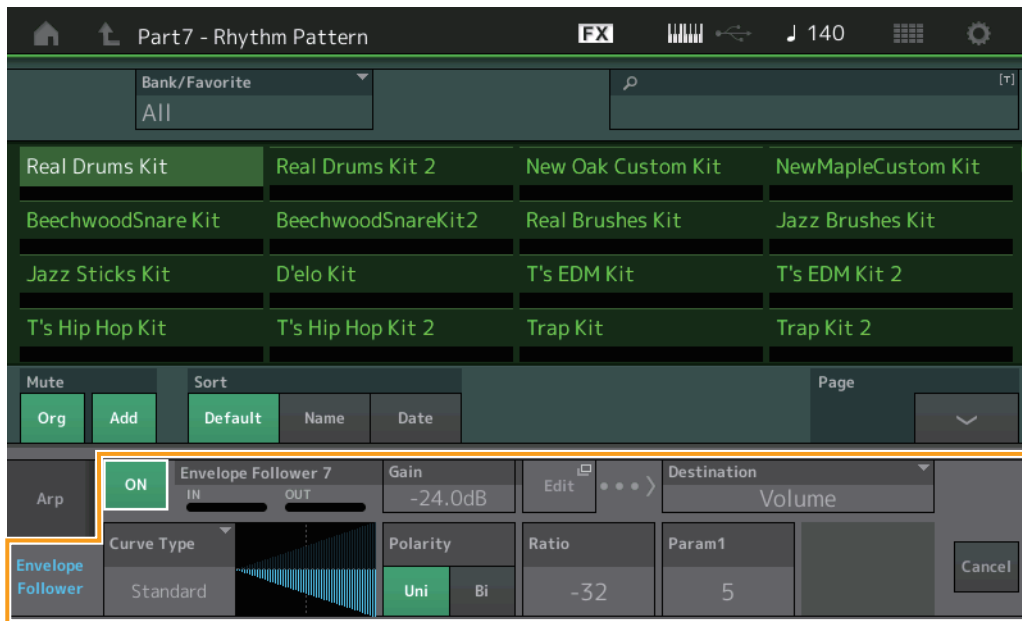 Part7 - Rhythm Pattern FX ♩ 140
Bank/Favorite
All
[T]
Real Drums Kit Real Drums Kit 2 New Oak Custom Kit NewMapleCustom Kit
BeechwoodSnare Kit BeechwoodSnareKit2 Real Brushes Kit Jazz Brushes Kit
Jazz Sticks Kit D'elo Kit T's EDM Kit T's EDM Kit 2
T's Hip Hop Kit T's Hip Hop Kit 2 Trap Kit Trap Kit 2
Mute Sort Page
Org Add Default Name Date
Arp
ON
Envelope Follower 7
IN OUT
Gain
-24.0dB
Edit
Destination
Volume
Envelope
Follower
Curve Type
Standard
Polarity
Uni Bi
Ratio
-32
Param1
5
Cancel